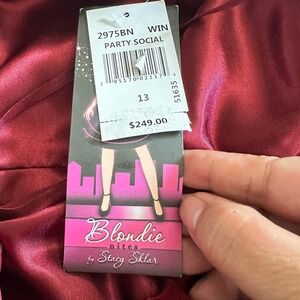 2975BN WIN
PARTY SOCIAL
13
51635
$249.00
Blondie
nites
by Stacy Sklar